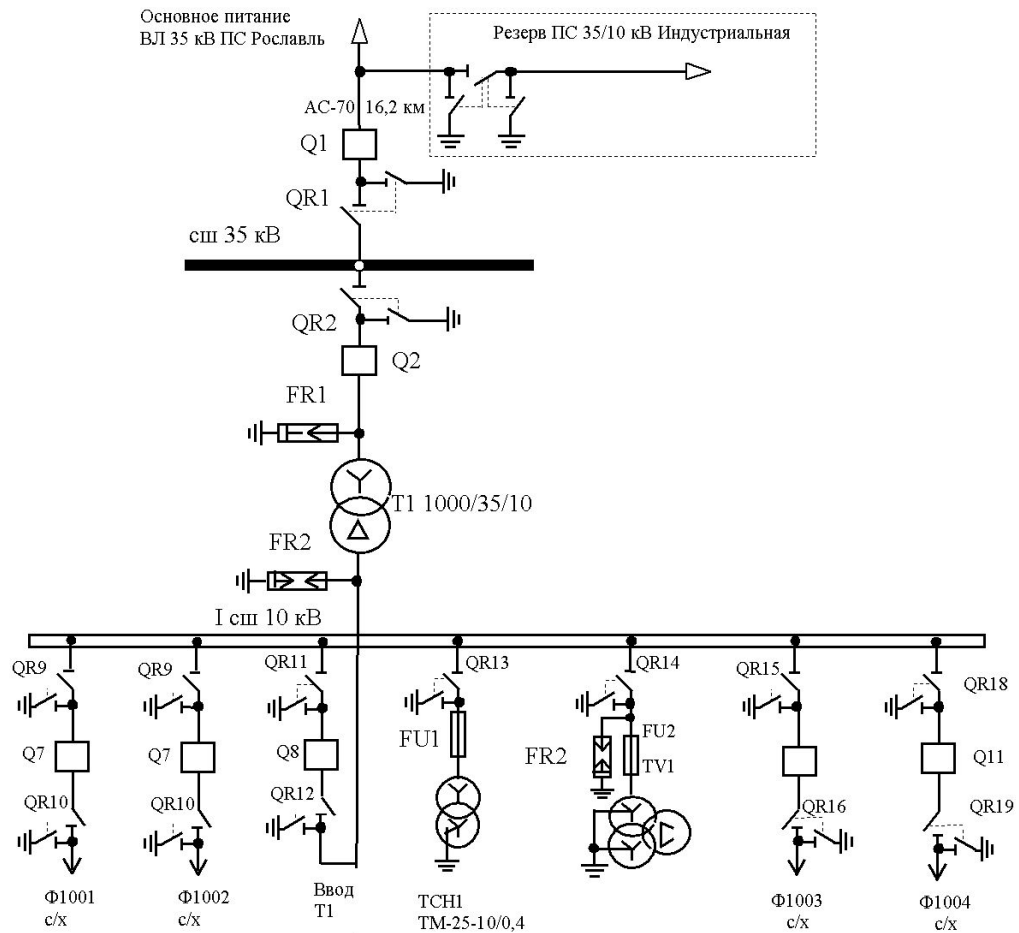 Основное питание
ВЛ 35 кВ ПС Рославль
Резерв ПС 35/10 кВ Индустриальная
АС-70 16,2 км
Q1
QR1
сш 35 кВ
QR2
Q2
FR1
Т1 1000/35/10
FR2
I сш 10 кВ
QR9
QR9
QR11
QR13
QR14
QR15
QR18
Q7
Q7
Q8
FU1
FR2
FU2
TV1
Q11
QR10
QR10
QR12
QR16
QR19
Ф1001
с/х
Ф1002
с/х
Ввод
Т1
ТСН1
ТМ-25-10/0,4
Ф1003
с/х
Ф1004
с/х